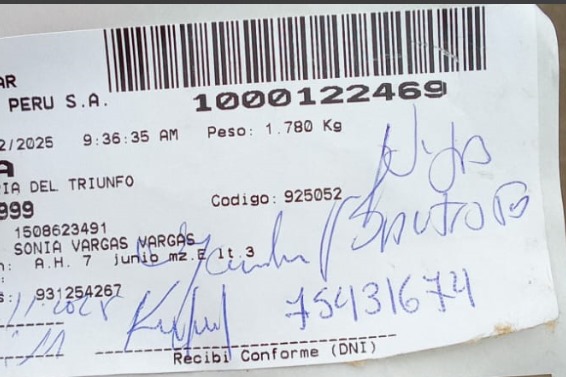 AR
PERU S.A.
1000122469
2/2025 9:36:35 AM Peso: 1.780 Kg
A
IA DEL TRIUNFO
999
Codigo: 925052
1508623491
SONIA VARGAS VARGAS
: A.H. 7 junio mz.E lt.3
:
s: 931254267
75431674
Recibi Conforme (DNI)